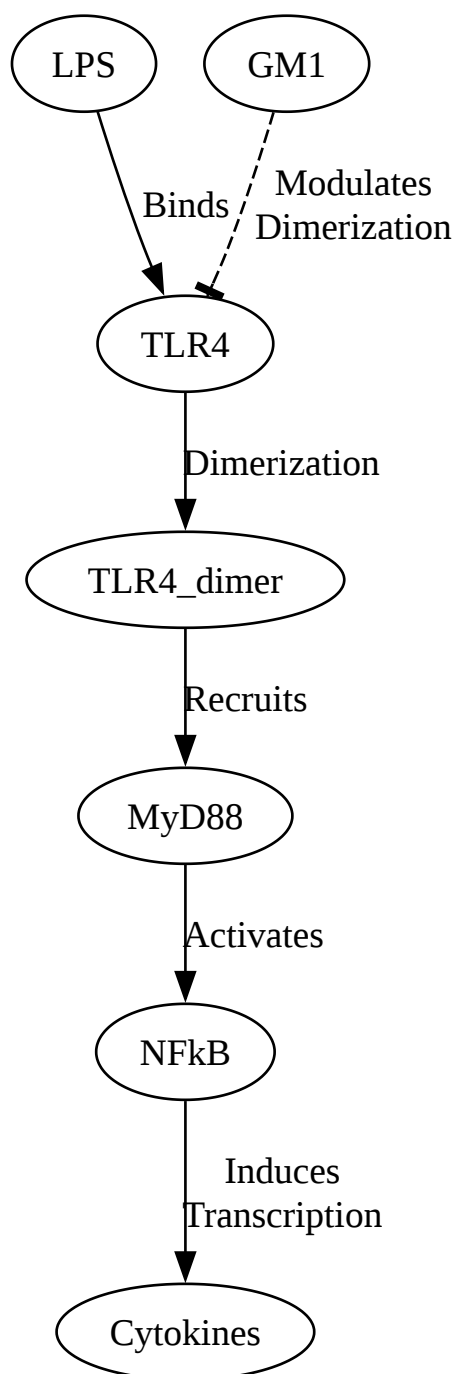 LPS
GM1
Binds
Modulates
Dimerization
TLR4
Dimerization
TLR4_dimer
Recruits
MyD88
Activates
NFkB
Induces
Transcription
Cytokines